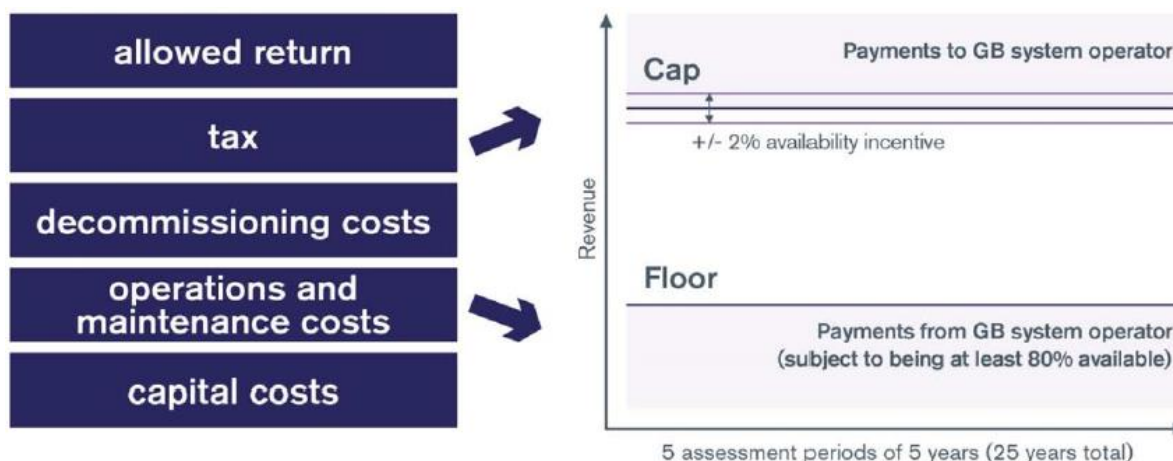 allowed return
tax
decommissioning costs
operations and
maintenance costs
capital costs
Revenue
Payments to GB system operator
Cap
+/- 2% availability incentive
Floor
Payments from GB system operator
(subject to being at least 80% available)
5 assessment periods of 5 years (25 years total)